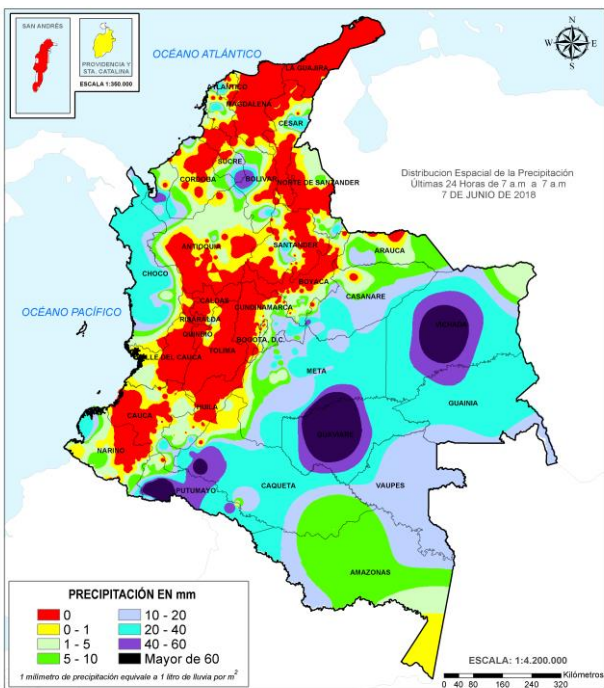 SAN ANDRÉS
PROVIDENCIA Y
STA. CATALINA
ESCALA 1:350.000
OCÉANO ATLÁNTICO
N
W E
S
LA GUAJIRA
ATLÁNTICO
MAGDALENA
CESAR
SUCRE
CÓRDOBA
BOLIVAR
NORTE DE SANTANDER
Distribucion Espacial de la Precipitación
Últimas 24 Horas de 7 a m a 7 a.m
7 DE JUNIO DE 2018
ANTIOQUIA
SANTANDER
ARAUCA
CHOCO
BOYACA
CASANARE
OCÉANO PACÍFICO
CALDAS
CUNDINAMARCA
RISARALDA
VICHADA
QUINDIO
BOGOTA, D.C.
TOLIMA
VALLE DEL CAUCA
META
GUAINIA
HUILA
CAUCA
GUAVIARE
NARIÑO
CAQUETA
VAUPES
PUTUMAYO
AMAZONAS
PRECIPITACIÓN EN mm
0 10 - 20
0 - 1 20 - 40
1 - 5 40 - 60
5 - 10 Mayor de 60
1 milímetro de precipitación equivale a 1 litro de lluvia por m2
ESCALA: 1:4.200.000
Kilómetros
0 40 80 160 240 320